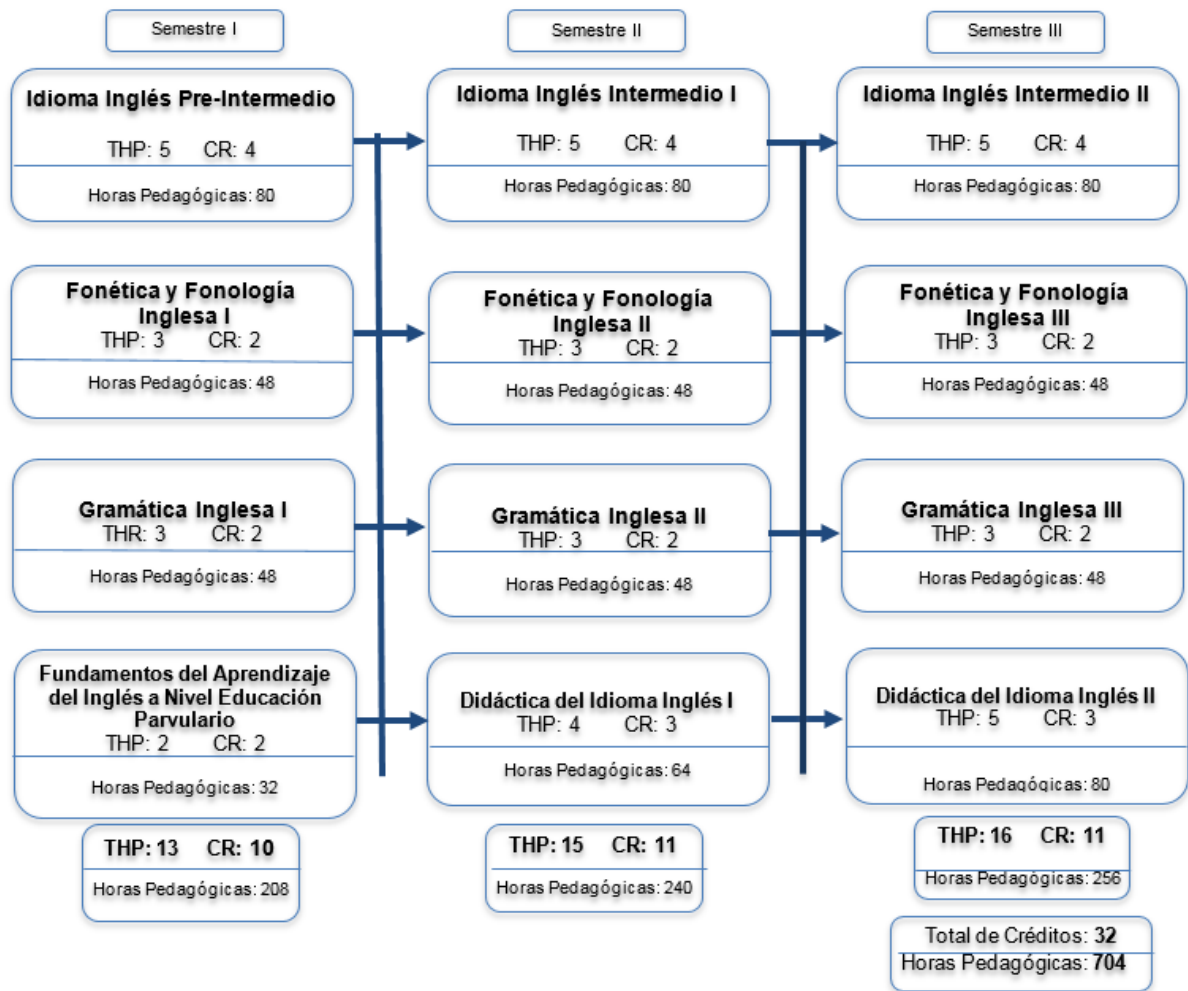 Semestre I
Semestre II
Semestre III
Idioma Inglés Pre-Intermedio
THP: 5 CR: 4
Horas Pedagógicas: 80
Idioma Inglés Intermedio I
THP: 5 CR: 4
Horas Pedagógicas: 80
Idioma Inglés Intermedio II
THP: 5 CR: 4
Horas Pedagógicas: 80
Fonética y Fonología
Inglesa I
THP: 3 CR: 2
Horas Pedagógicas: 48
Fonética y Fonología
Inglesa II
THP: 3 CR: 2
Horas Pedagógicas: 48
Fonética y Fonología
Inglesa III
THP: 3 CR: 2
Horas Pedagógicas: 48
Gramática Inglesa I
THR: 3 CR: 2
Horas Pedagógicas: 48
Gramática Inglesa II
THP: 3 CR: 2
Horas Pedagógicas: 48
Gramática Inglesa III
THP: 3 CR: 2
Horas Pedagógicas: 48
Fundamentos del Aprendizaje
del Inglés a Nivel Educación
Parvulario
THP: 2 CR: 2
Horas Pedagógicas: 32
Didáctica del Idioma Inglés I
THP: 4 CR: 3
Horas Pedagógicas: 64
Didáctica del Idioma Inglés II
THP: 5 CR: 3
Horas Pedagógicas: 80
THP: 13 CR: 10
Horas Pedagógicas: 208
THP: 15 CR: 11
Horas Pedagógicas: 240
THP: 16 CR: 11
Horas Pedagógicas: 256
Total de Créditos: 32
Horas Pedagógicas: 704